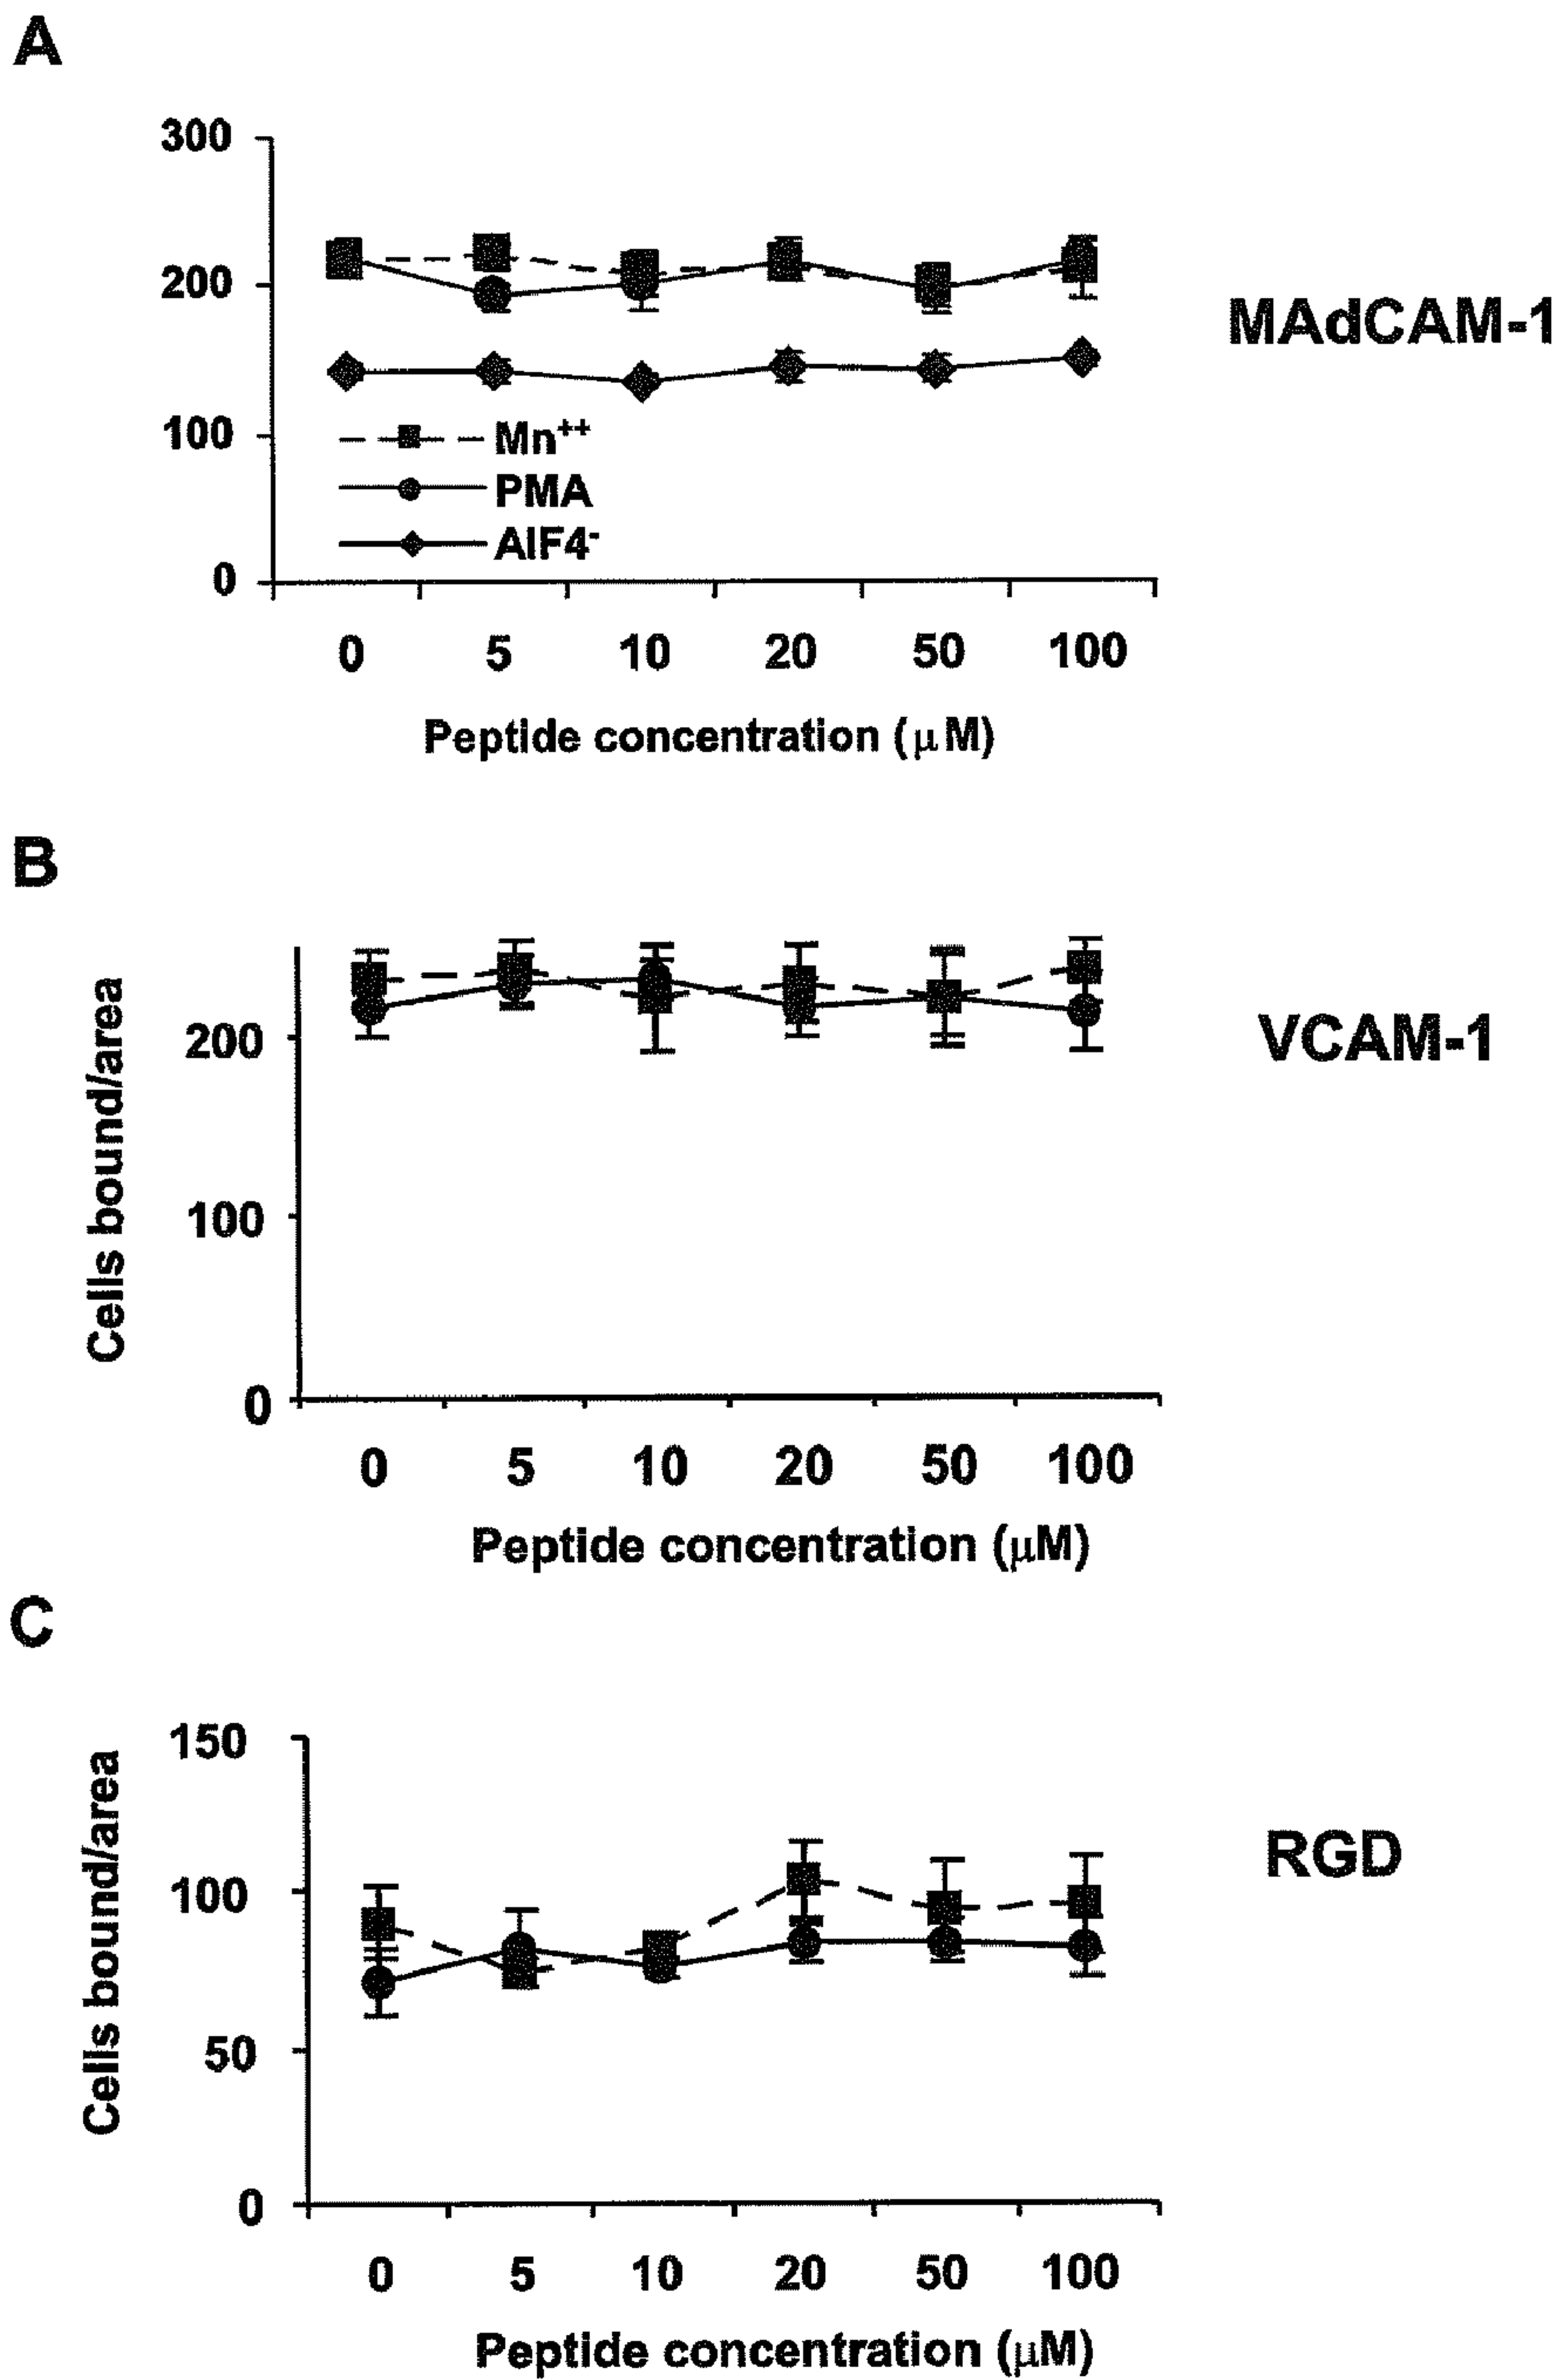 A
300
200
100
0
Mn++
PMA
AlF4-
MAdCAM-1
0 5 10 20 50 100
Peptide concentration (μM)
B
Cells bound/area
200
100
0
VCAM-1
0 5 10 20 50 100
Peptide concentration (μM)
C
Cells bound/area
150
100
50
0
RGD
0 5 10 20 50 100
Peptide concentration (μM)